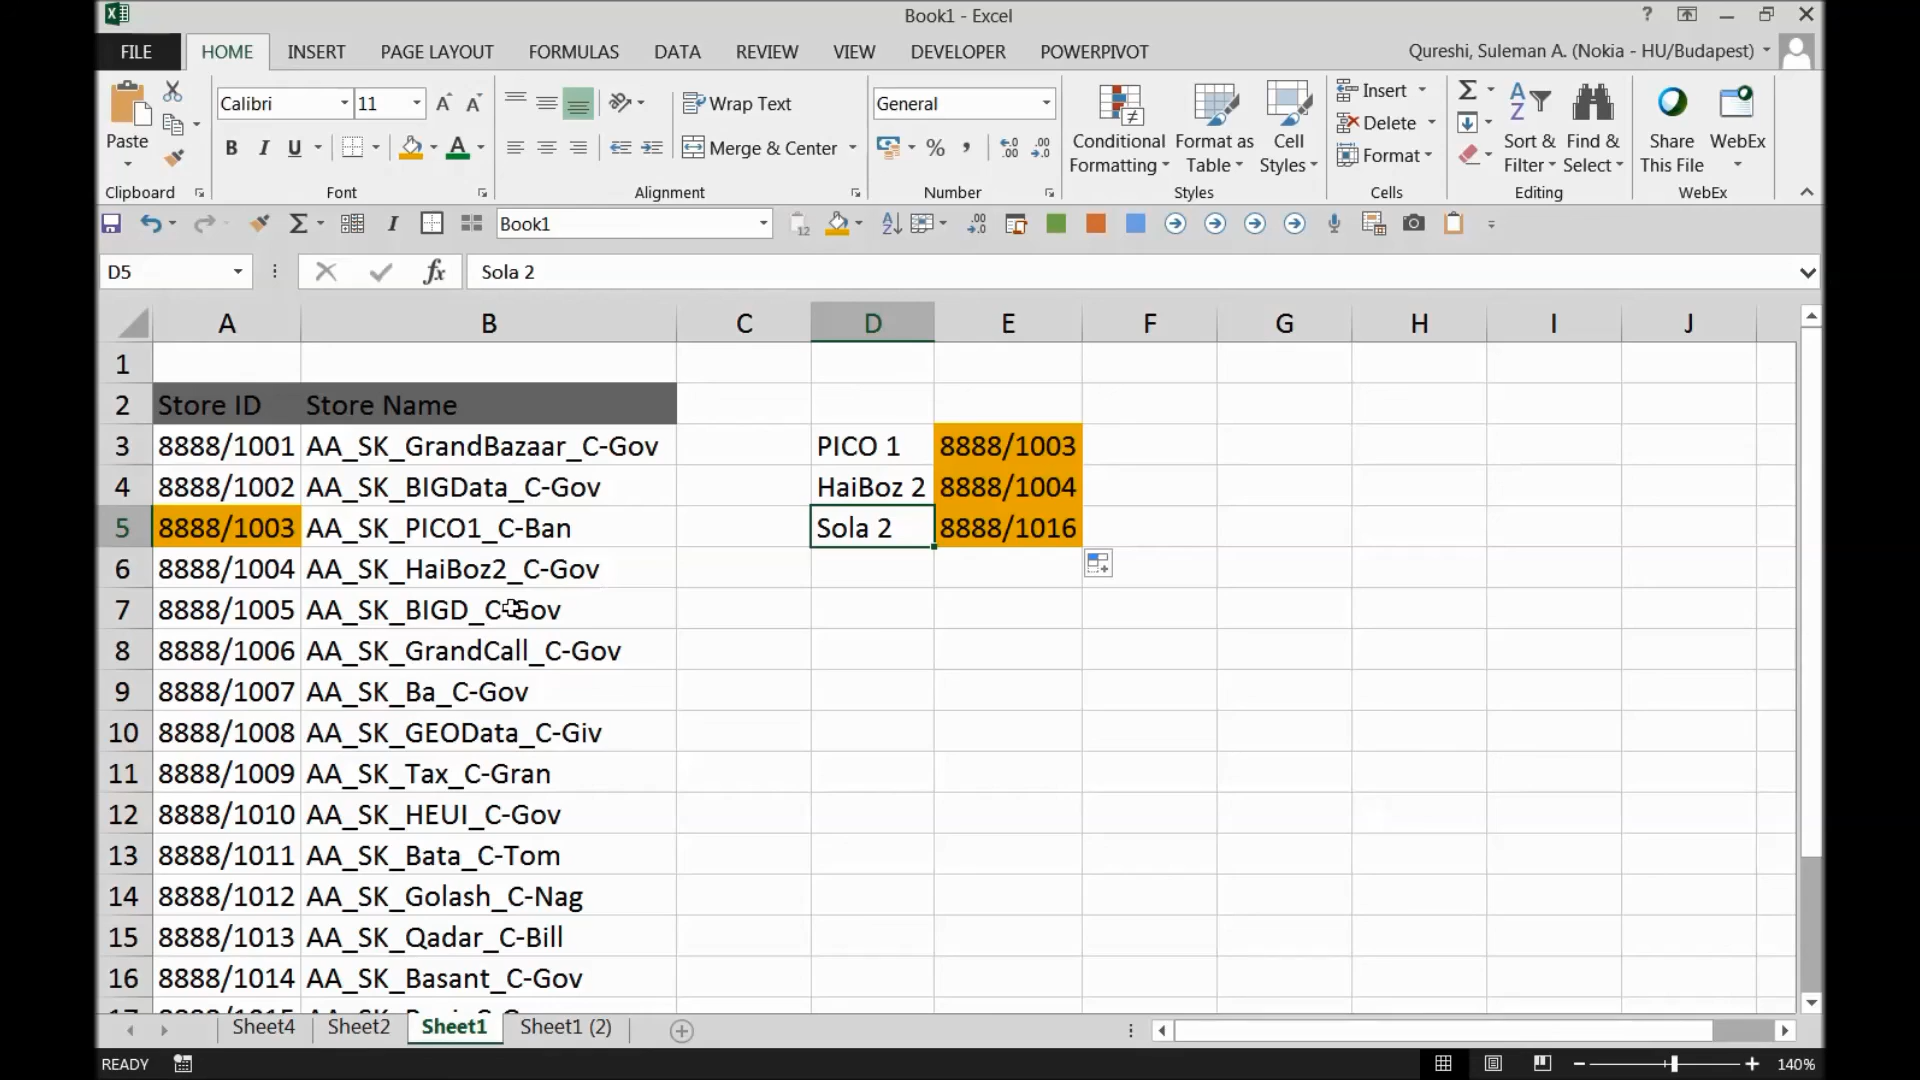 Book1 - Excel
?
FILE HOME INSERT PAGE LAYOUT FORMULAS DATA REVIEW VIEW DEVELOPER POWERPIVOT
Qureshi, Suleman A. (Nokia - HU/Budapest)
Paste
Clipboard
Calibri 11
B I U
Font
Wrap Text
Merge & Center
Alignment
General
Number
Conditional Formatting
Format as Table
Cell Styles
Styles
Insert
Delete
Format
Cells
Sort & Filter
Find & Select
Editing
Share This File
WebEx
WebEx
Book1
D5
fx
Sola 2
A B C D E F G H I J
1
2 Store ID Store Name
3 8888/1001 AA_SK_GrandBazaar_C-Gov PICO 1 8888/1003
4 8888/1002 AA_SK_BIGData_C-Gov HaiBoz 2 8888/1004
5 8888/1003 AA_SK_PICO1_C-Ban Sola 2 8888/1016
6 8888/1004 AA_SK_HaiBoz2_C-Gov
7 8888/1005 AA_SK_BIGD_C-Gov
8 8888/1006 AA_SK_GrandCall_C-Gov
9 8888/1007 AA_SK_Ba_C-Gov
10 8888/1008 AA_SK_GEOData_C-Giv
11 8888/1009 AA_SK_Tax_C-Gran
12 8888/1010 AA_SK_HEUI_C-Gov
13 8888/1011 AA_SK_Bata_C-Tom
14 8888/1012 AA_SK_Golash_C-Nag
15 8888/1013 AA_SK_Qadar_C-Bill
16 8888/1014 AA_SK_Basant_C-Gov
Sheet4 Sheet2 Sheet1 Sheet1 (2)
READY
140%